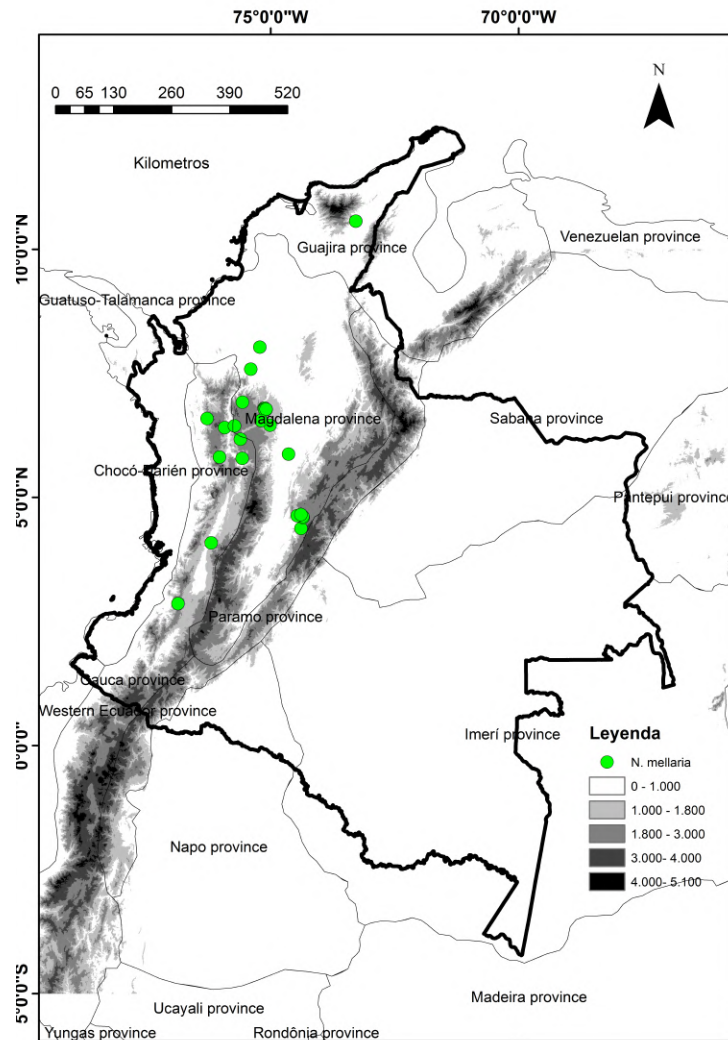 75°0'0"W
70°0'0"W
0 65 130 260 390 520
N
Kilometros
10°0'0"N
Guajira province
Venezuelan province
Guatuso-Talamanca province
Magdalena province
Sabana province
Chocó-Darién province
5°0'0"N
Pantepui province
Paramo province
Cauca province
Western Ecuador province
0°0'0"
Imerí province
Leyenda
N. mellaria
0 - 1.000
1.000 - 1.800
1.800 - 3.000
3.000- 4.000
4.000- 5.100
Napo province
5°0'0"S
Ucayali province
Madeira province
Yungas province
Rondônia province